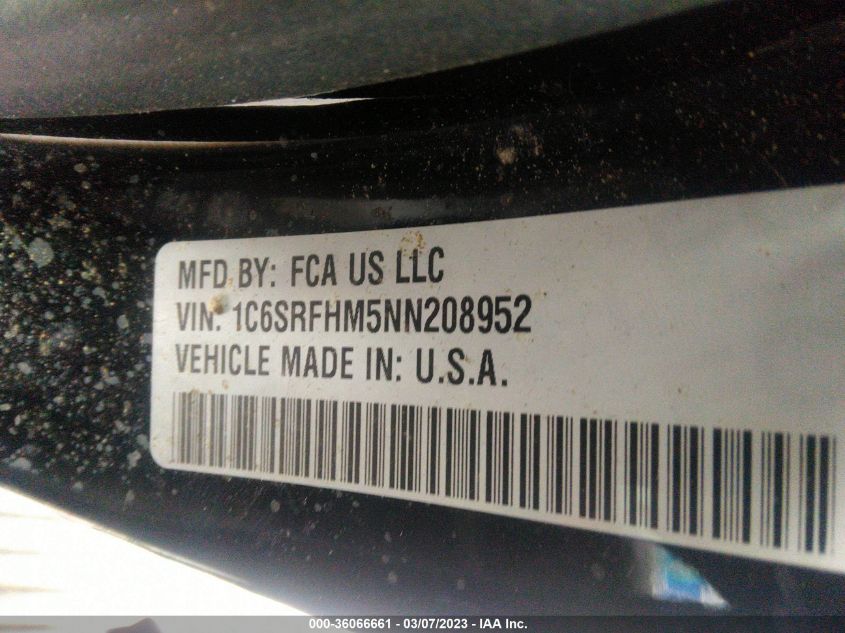 MFD BY: FCA US LLC
VIN: 1C6SRFHM5NN208952
VEHICLE MADE IN: U.S.A.
000-36066661 - 03/07/2023 - IAA Inc.